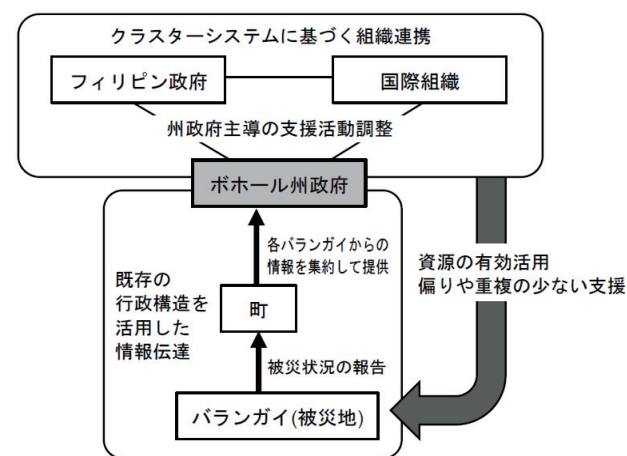 クラスターシステムに基づく組織連携
フィリピン政府
国際組織
州政府主導の支援活動調整
ボホール州政府
各バランガイからの
情報を集約して提供
既存の
行政構造を
活用した
情報伝達
町
被災状況の報告
バランガイ(被災地)
資源の有効活用
偏りや重複の少ない支援